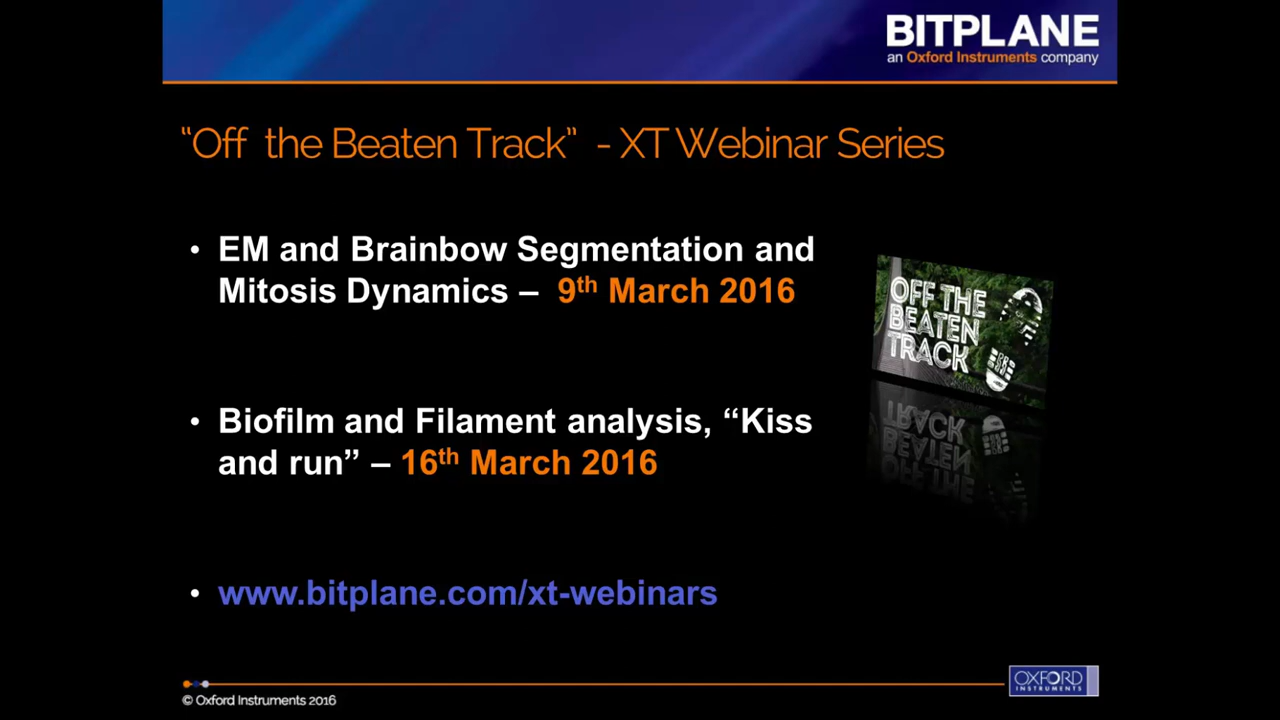 BITPLANE
an Oxford Instruments company
“Off the Beaten Track” - XT Webinar Series
• EM and Brainbow Segmentation and
Mitosis Dynamics – 9th March 2016
OFF THE
BEATEN
TRACK
• Biofilm and Filament analysis, “Kiss
and run” – 16th March 2016
• www.bitplane.com/xt-webinars
© Oxford Instruments 2016
OXFORD
INSTRUMENTS